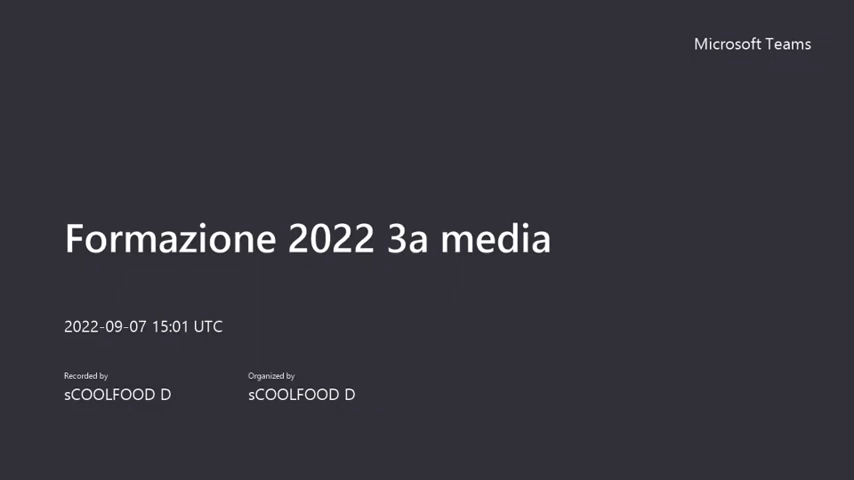 Microsoft Teams
Formazione 2022 3a media
2022-09-07 15:01 UTC
Recorded by
sCOOLFOOD D
Organized by
sCOOLFOOD D